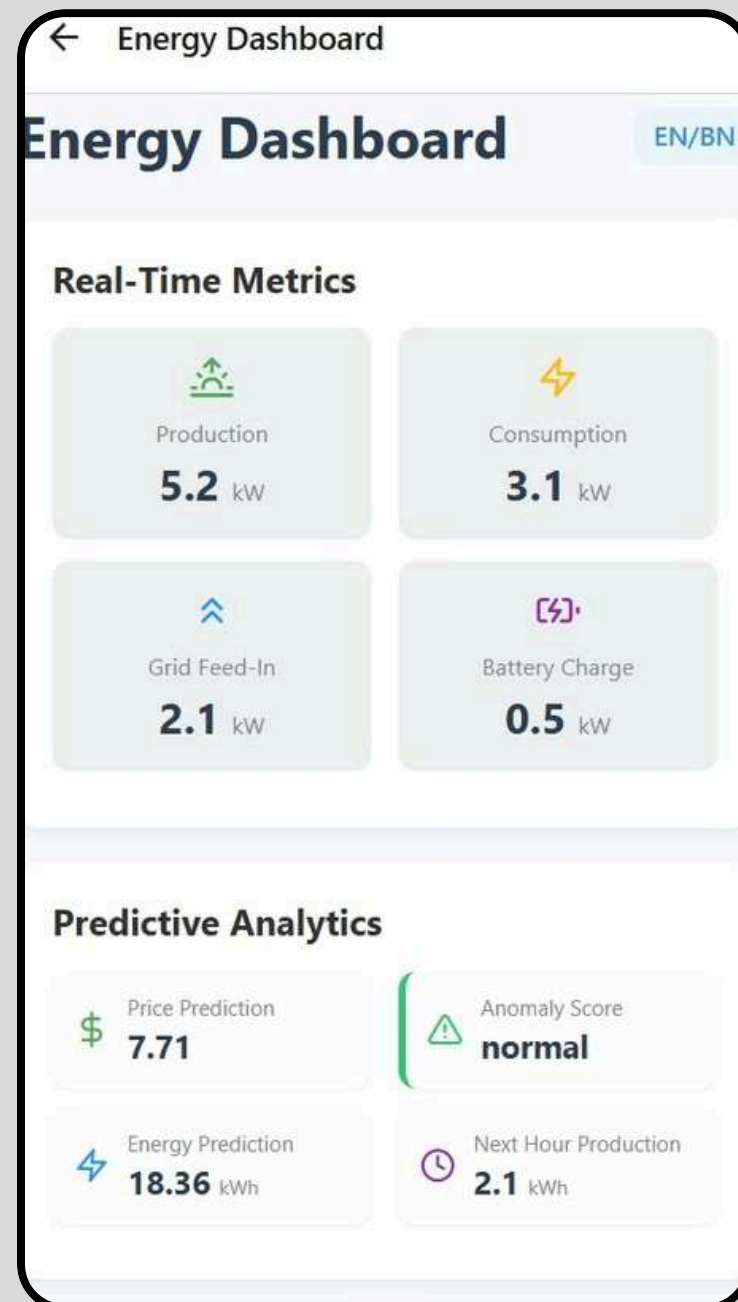 Energy Dashboard
Energy Dashboard
EN/BN
Real-Time Metrics
Production
5.2 kW
Consumption
3.1 kW
Grid Feed-In
2.1 kW
Battery Charge
0.5 kW
Predictive Analytics
$
Price Prediction
7.71
Anomaly Score
normal
Energy Prediction
18.36 kWh
Next Hour Production
2.1 kWh